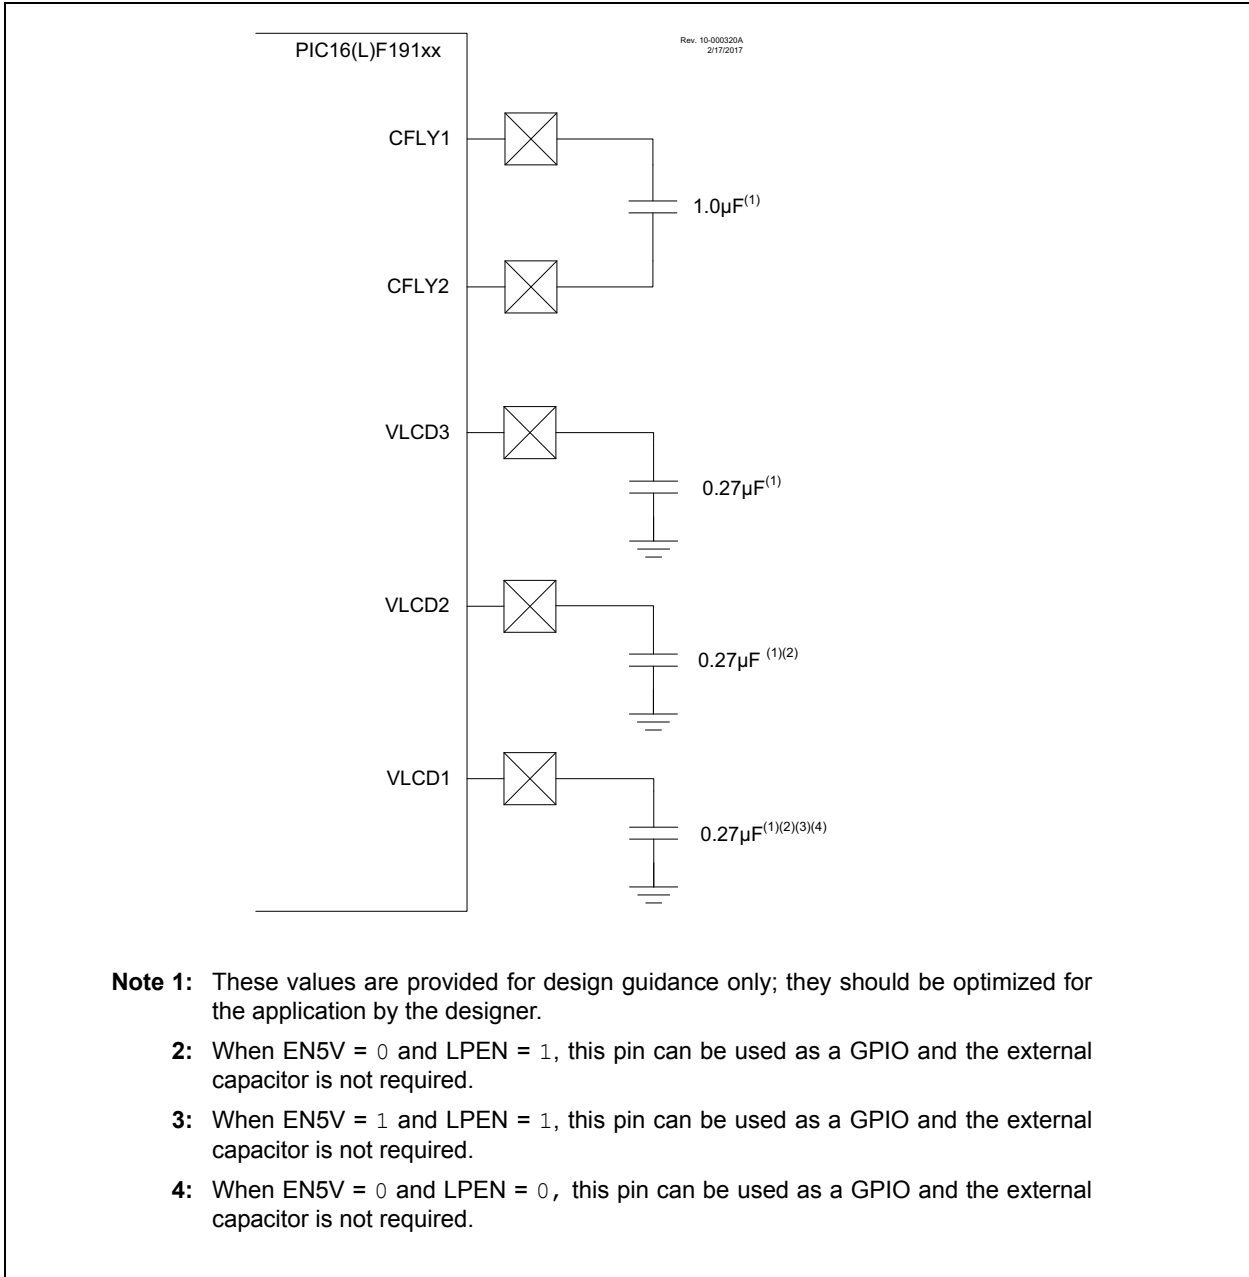 PIC16(L)F191xx
Rev. 10-000320A
2/17/2017
CFLY1
1.0µF(1)
CFLY2
VLCD3
0.27µF(1)
VLCD2
0.27µF (1)(2)
VLCD1
0.27µF(1)(2)(3)(4)
Note 1: These values are provided for design guidance only; they should be optimized for
the application by the designer.
2: When EN5V = 0 and LPEN = 1, this pin can be used as a GPIO and the external
capacitor is not required.
3: When EN5V = 1 and LPEN = 1, this pin can be used as a GPIO and the external
capacitor is not required.
4: When EN5V = 0 and LPEN = 0, this pin can be used as a GPIO and the external
capacitor is not required.